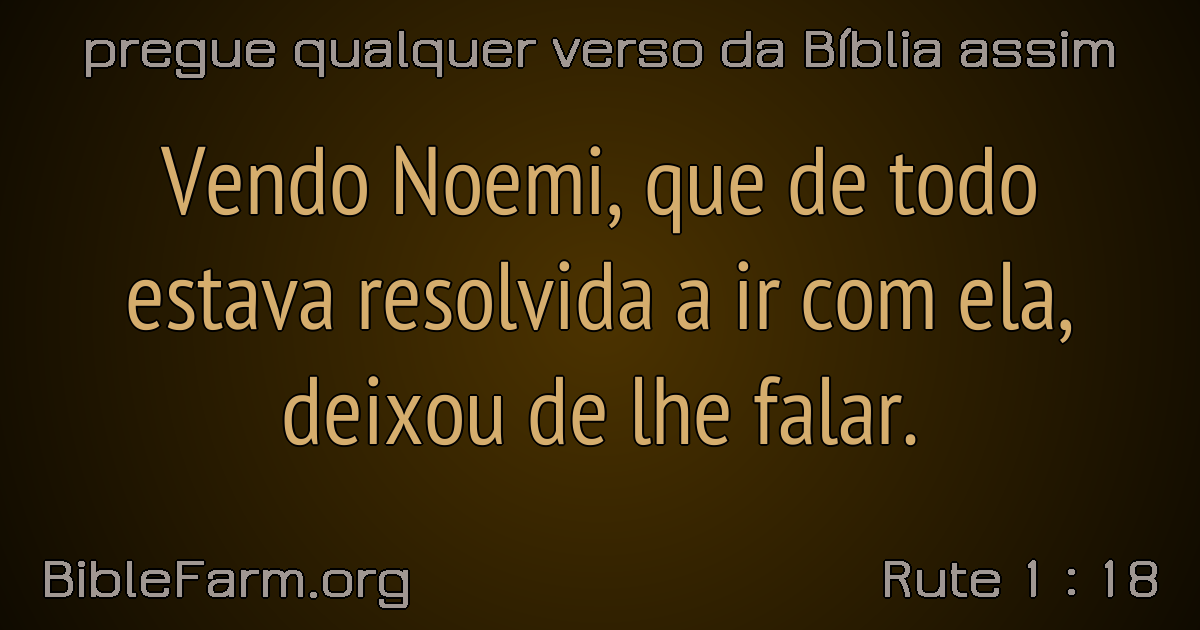 pregue qualquer verso da Bíblia assim
Vendo Noemi, que de todo
estava resolvida a ir com ela,
deixou de lhe falar.
BibleFarm.org
Rute 1 : 18